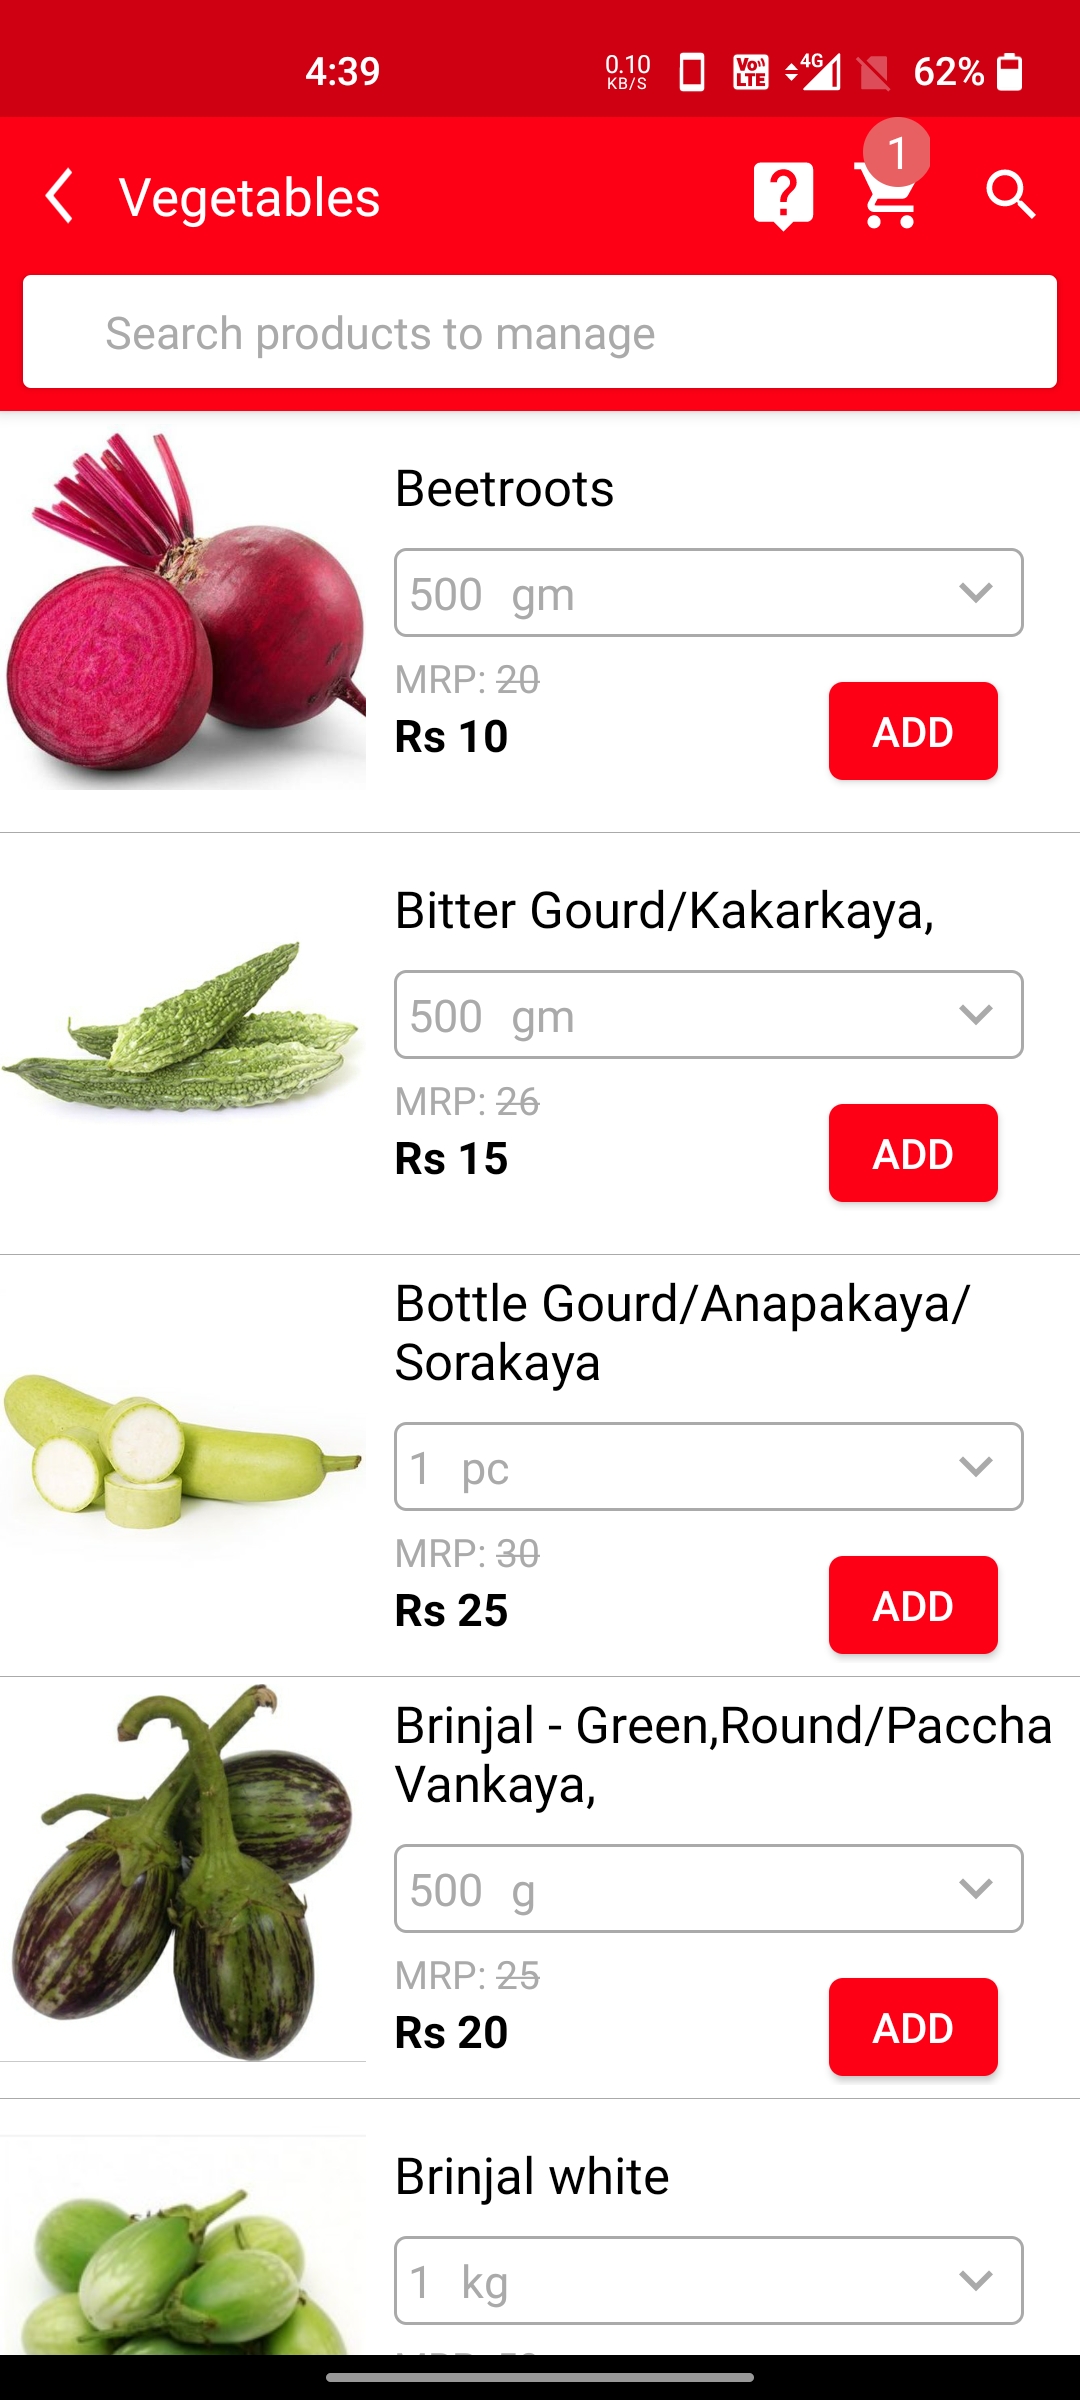 4:39
0.10
KB/S
VoLTE
4G
62%
1
Vegetables
Search products to manage
Beetroots
500 gm
MRP: 20
Rs 10
ADD
Bitter Gourd/Kakarkaya,
500 gm
MRP: 26
Rs 15
ADD
Bottle Gourd/Anapakaya/
Sorakaya
1 pc
MRP: 30
Rs 25
ADD
Brinjal - Green,Round/Paccha
Vankaya,
500 g
MRP: 25
Rs 20
ADD
Brinjal white
1 kg